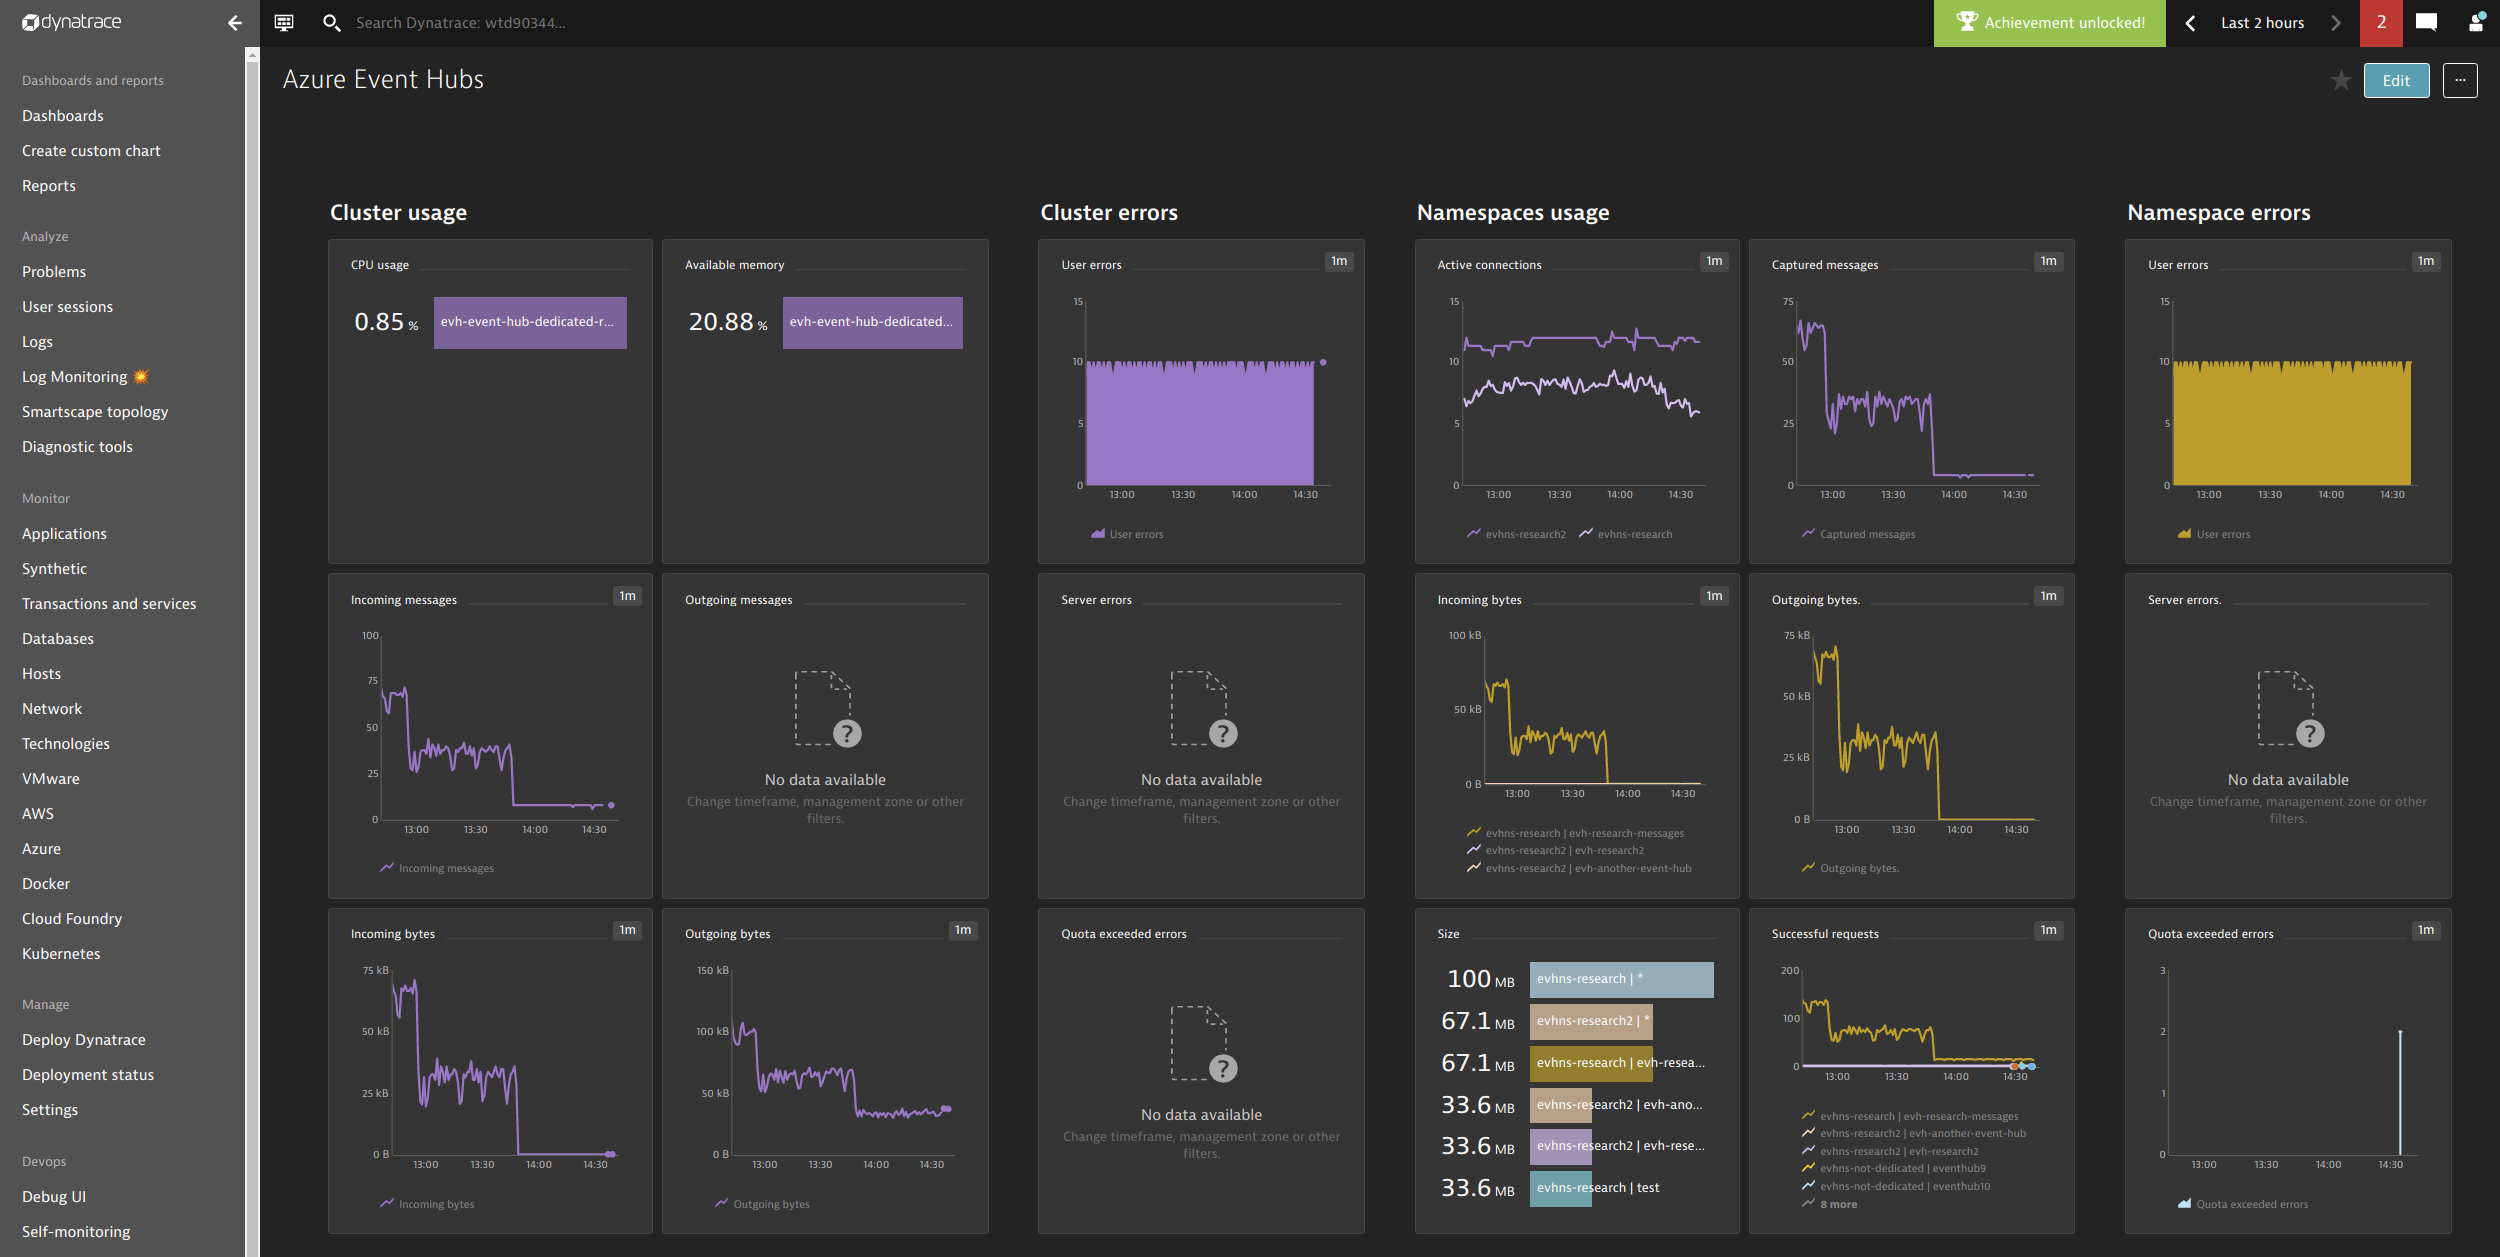 dynatrace
Search Dynatrace: wtd90344...
Achievement unlocked!
Last 2 hours
2
Dashboards and reports
Dashboards
Create custom chart
Reports
Analyze
Problems
User sessions
Logs
Log Monitoring 💥
Smartscape topology
Diagnostic tools
Monitor
Applications
Synthetic
Transactions and services
Databases
Hosts
Network
Technologies
VMware
AWS
Azure
Docker
Cloud Foundry
Kubernetes
Manage
Deploy Dynatrace
Deployment status
Settings
Devops
Debug UI
Self-monitoring
Azure Event Hubs
Edit
...
Cluster usage
CPU usage
0.85 %
evh-event-hub-dedicated-r...
Available memory
20.88 %
evh-event-hub-dedicated...
Incoming messages
1m
100
75
50
25
0
13:00 13:30 14:00 14:30
Incoming messages
Outgoing messages
?
No data available
Change timeframe, management zone or other
filters.
Incoming bytes
1m
75 kB
50 kB
25 kB
0 B
13:00 13:30 14:00 14:30
Incoming bytes
Outgoing bytes
1m
150 kB
100 kB
50 kB
0 B
13:00 13:30 14:00 14:30
Outgoing bytes
Cluster errors
User errors
1m
15
10
5
0
13:00 13:30 14:00 14:30
User errors
Server errors
?
No data available
Change timeframe, management zone or other
filters.
Quota exceeded errors
?
No data available
Change timeframe, management zone or other
filters.
Namespaces usage
Active connections
1m
15
10
5
0
13:00 13:30 14:00 14:30
evhns-research2 evhns-research
Captured messages
1m
75
50
25
0
13:00 13:30 14:00 14:30
Captured messages
Incoming bytes
1m
100 kB
50 kB
0 B
13:00 13:30 14:00 14:30
evhns-research | evh-research-messages
evhns-research2 | evh-research2
evhns-research2 | evh-another-event-hub
Outgoing bytes.
1m
75 kB
50 kB
25 kB
0 B
13:00 13:30 14:00 14:30
Outgoing bytes.
Size
100 MB evhns-research | *
67.1 MB evhns-research2 | *
67.1 MB evhns-research | evh-resea...
33.6 MB evhns-research2 | evh-ano...
33.6 MB evhns-research2 | evh-rese...
33.6 MB evhns-research | test
Successful requests
1m
200
100
0
13:00 13:30 14:00 14:30
evhns-research | evh-research-messages
evhns-research2 | evh-another-event-hub
evhns-research2 | evh-research2
evhns-not-dedicated | eventhub9
evhns-not-dedicated | eventhub10
8 more
Namespace errors
User errors
1m
15
10
5
0
13:00 13:30 14:00 14:30
User errors
Server errors.
?
No data available
Change timeframe, management zone or other
filters.
Quota exceeded errors
1m
3
2
1
0
13:00 13:30 14:00 14:30
Quota exceeded errors